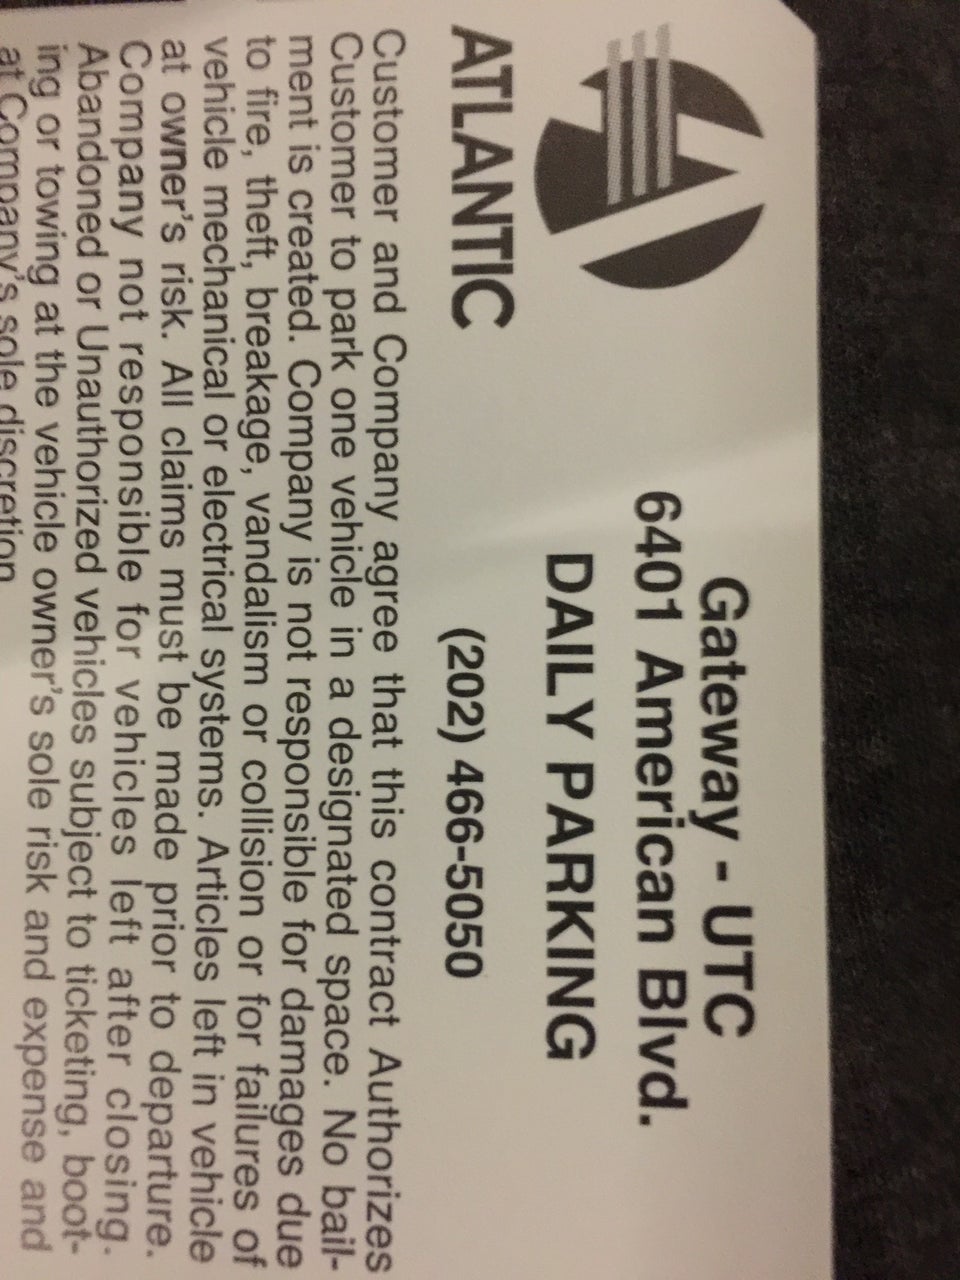 Gateway - UTC
6401 American Blvd.
DAILY PARKING
ATLANTIC
(202) 466-5050
Customer and Company agree that this contract Authorizes
Customer to park one vehicle in a designated space. No bail-
ment is created. Company is not responsible for damages due
to fire, theft, breakage, vandalism or collision or for failures of
vehicle mechanical or electrical systems. Articles left in vehicle
at owner's risk. All claims must be made prior to departure.
Company not responsible for vehicles left after closing.
Abandoned or Unauthorized vehicles subject to ticketing, boot-
ing or towing at the vehicle owner's sole risk and expense and
at Company's sole discretion